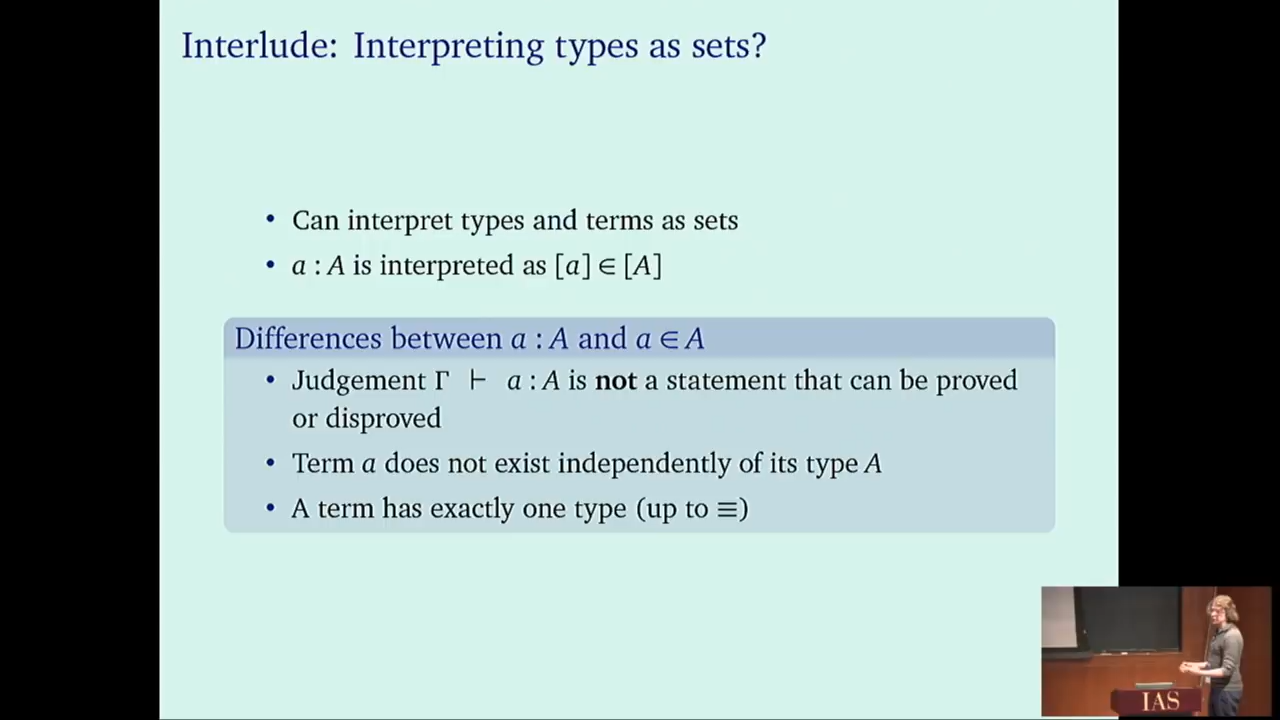 Interlude: Interpreting types as sets?
• Can interpret types and terms as sets
• a : A is interpreted as [a] ∈ [A]
Differences between a : A and a ∈ A
• Judgement Γ ⊢ a : A is not a statement that can be proved
or disproved
• Term a does not exist independently of its type A
• A term has exactly one type (up to ≡)
IAS